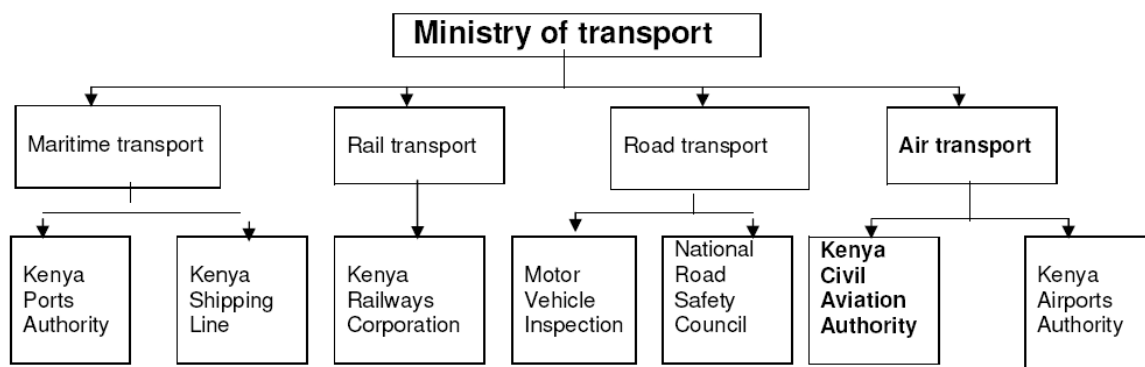 Ministry of transport
Maritime transport
Rail transport
Road transport
Air transport
Kenya
Ports
Authority
Kenya
Shipping
Line
Kenya
Railways
Corporation
Motor
Vehicle
Inspection
National
Road
Safety
Council
Kenya
Civil
Aviation
Authority
Kenya
Airports
Authority